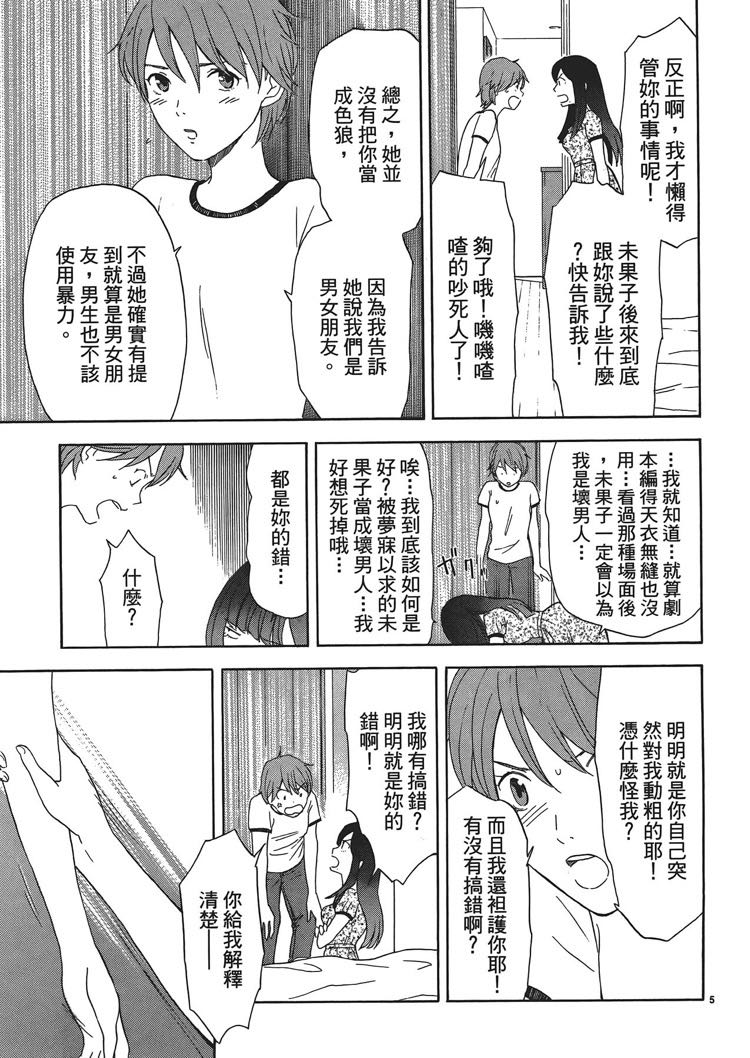 反正啊，我才懶得
管妳的事情呢！
未果子後來到底
跟妳說了些什麼
？快告訴我！
夠了哦！嘰嘰喳
喳的吵死人了！
總之，她並
沒有把你當
成色狼，
因為我告訴
她說我們是
男女朋友。
不過她確實有提
到就算是男女朋
友，男生也不該
使用暴力。
…我就知道…就算劇
本編得天衣無縫也沒
用…看過那種場面後
，未果子一定會以為
我是壞男人…
唉…我到底該如何是
好？被夢寐以求的未
果子當成壞男人…我
好想死掉哦…
ガクッ
都是妳的錯…
什麼？
明明就是你自己突
然對我動粗的耶！
憑什麼怪我？
而且我還袒護你耶！
有沒有搞錯啊？
我哪有搞錯？
明明就是妳的
錯啊！
你給我解釋
清楚——
5